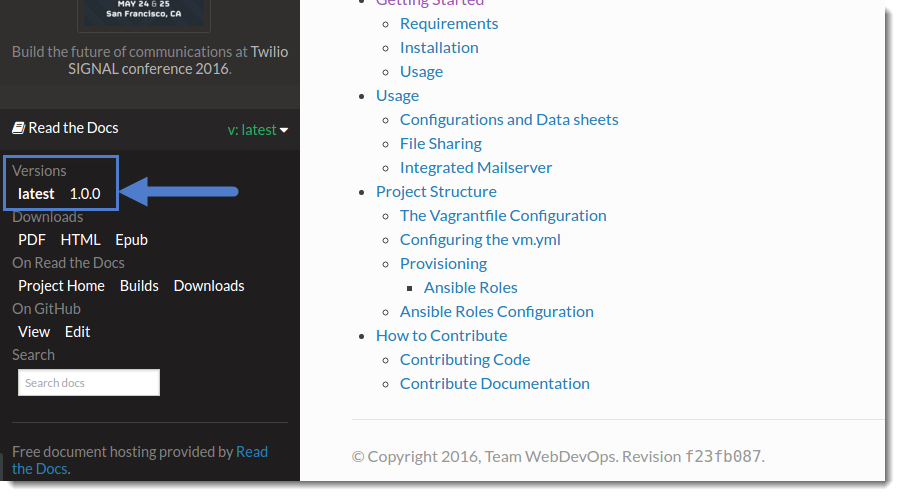 MAY 24 & 25
San Francisco, CA
Build the future of communications at Twilio
SIGNAL conference 2016.
Read the Docs
v: latest
Versions
latest 1.0.0
Downloads
PDF HTML Epub
On Read the Docs
Project Home Builds Downloads
On GitHub
View Edit
Search
Search docs
Free document hosting provided by Read
the Docs.
Getting Started
Requirements
Installation
Usage
Usage
Configurations and Data sheets
File Sharing
Integrated Mailserver
Project Structure
The Vagrantfile Configuration
Configuring the vm.yml
Provisioning
Ansible Roles
Ansible Roles Configuration
How to Contribute
Contributing Code
Contribute Documentation
© Copyright 2016, Team WebDevOps. Revision f23fb087.